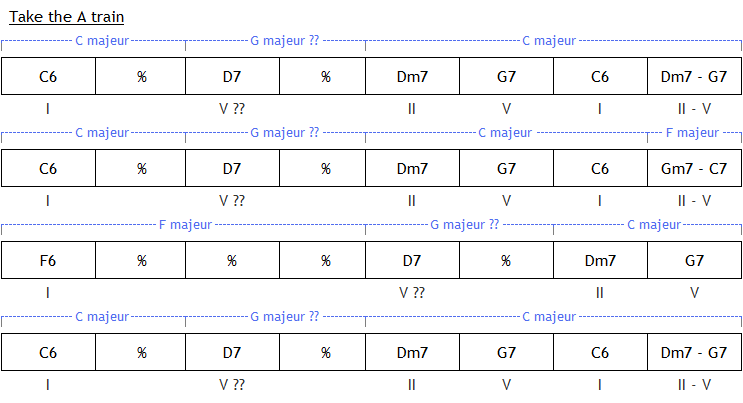 Take the A train
C majeur G majeur ?? C majeur
C6 % D7 % Dm7 G7 C6 Dm7 - G7
I V ?? II V I II - V
C majeur G majeur ?? C majeur F majeur
C6 % D7 % Dm7 G7 C6 Gm7 - C7
I V ?? II V I II - V
F majeur G majeur ?? C majeur
F6 % % % D7 % Dm7 G7
I V ?? II V
C majeur G majeur ?? C majeur
C6 % D7 % Dm7 G7 C6 Dm7 - G7
I V ?? II V I II - V